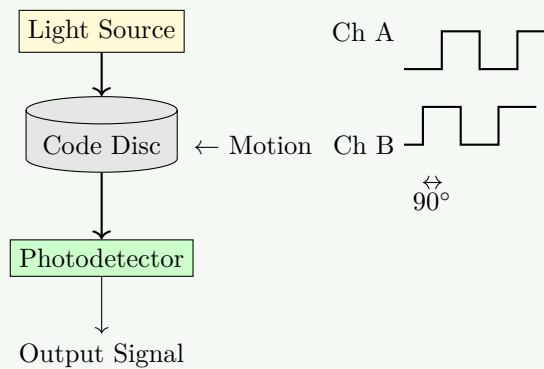 Light Source
Code Disc
← Motion
Photodetector
Output Signal
Ch A
Ch B
90°